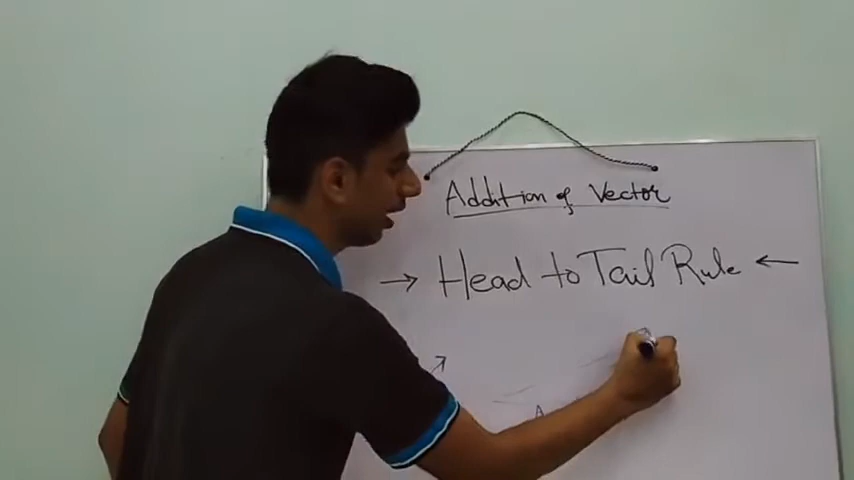 Addition of Vector
→ Head to Tail Rule ←
A